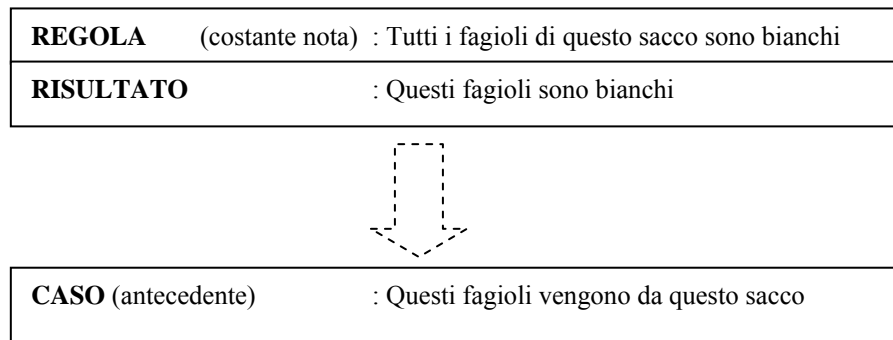 REGOLA (costante nota) : Tutti i fagioli di questo sacco sono bianchi
RISULTATO : Questi fagioli sono bianchi
CASO (antecedente) : Questi fagioli vengono da questo sacco